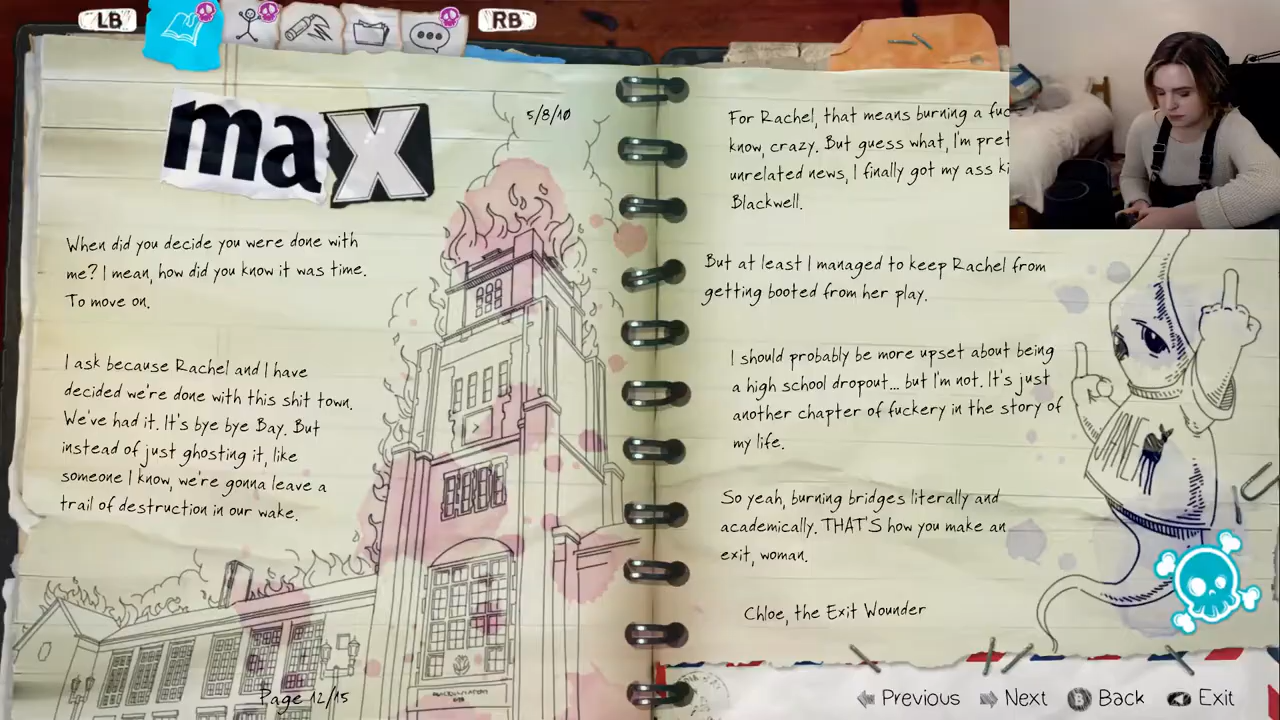 LB
RB
max
5/8/10
When did you decide you were done with
me? I mean, how did you know it was time.
To move on.
I ask because Rachel and I have
decided we're done with this shit town.
We've had it. It's bye bye Bay. But
instead of just ghosting it, like
someone I know, we're gonna leave a
trail of destruction in our wake.
Page 12/15
For Rachel, that means burning a
know, crazy. But guess what, I'm
unrelated news, I finally got my ass
Blackwell.
But at least I managed to keep Rachel from
getting booted from her play.
I should probably be more upset about being
a high school dropout... but I'm not. It's just
another chapter of fuckery in the story of
my life.
So yeah, burning bridges literally and
academically. THAT'S how you make an
exit, woman.
Chloe, the Exit Wounder
Previous
Next
B Back
Exit